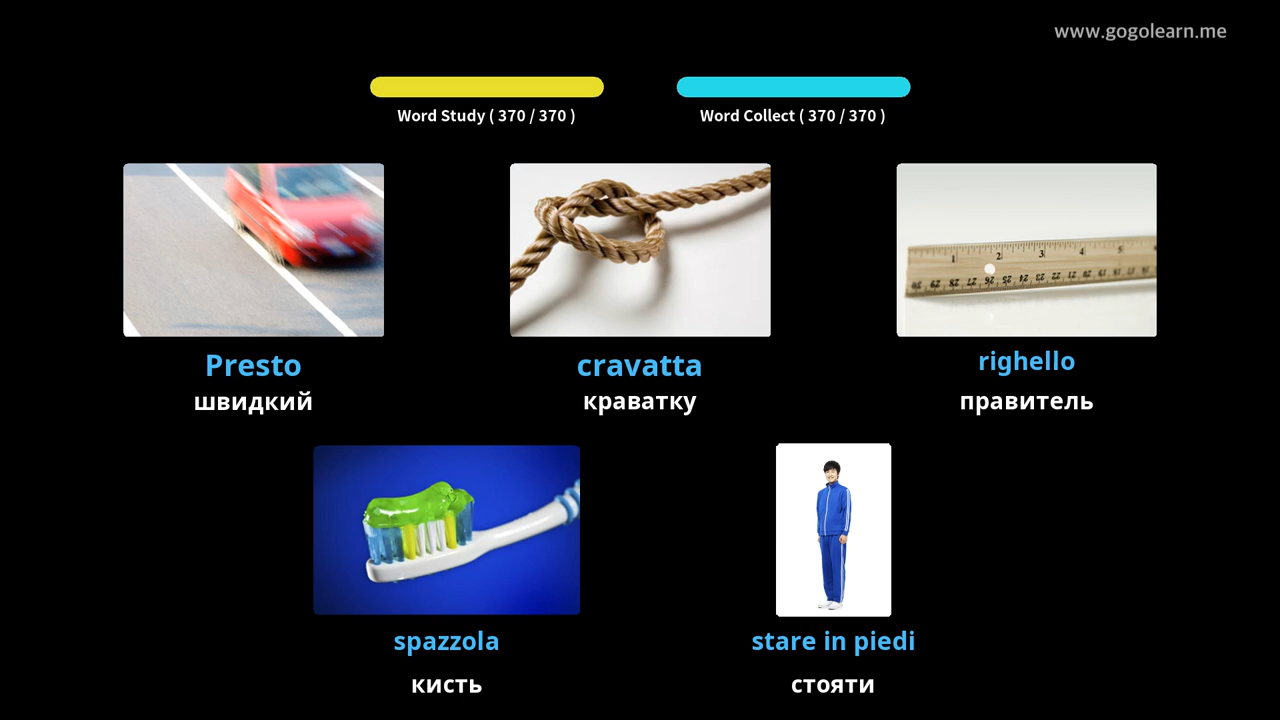 www.gogolearn.me
Word Study ( 370 / 370 )
Word Collect ( 370 / 370 )
Presto
швидкий
cravatta
краватку
righello
правитель
spazzola
кисть
stare in piedi
стояти